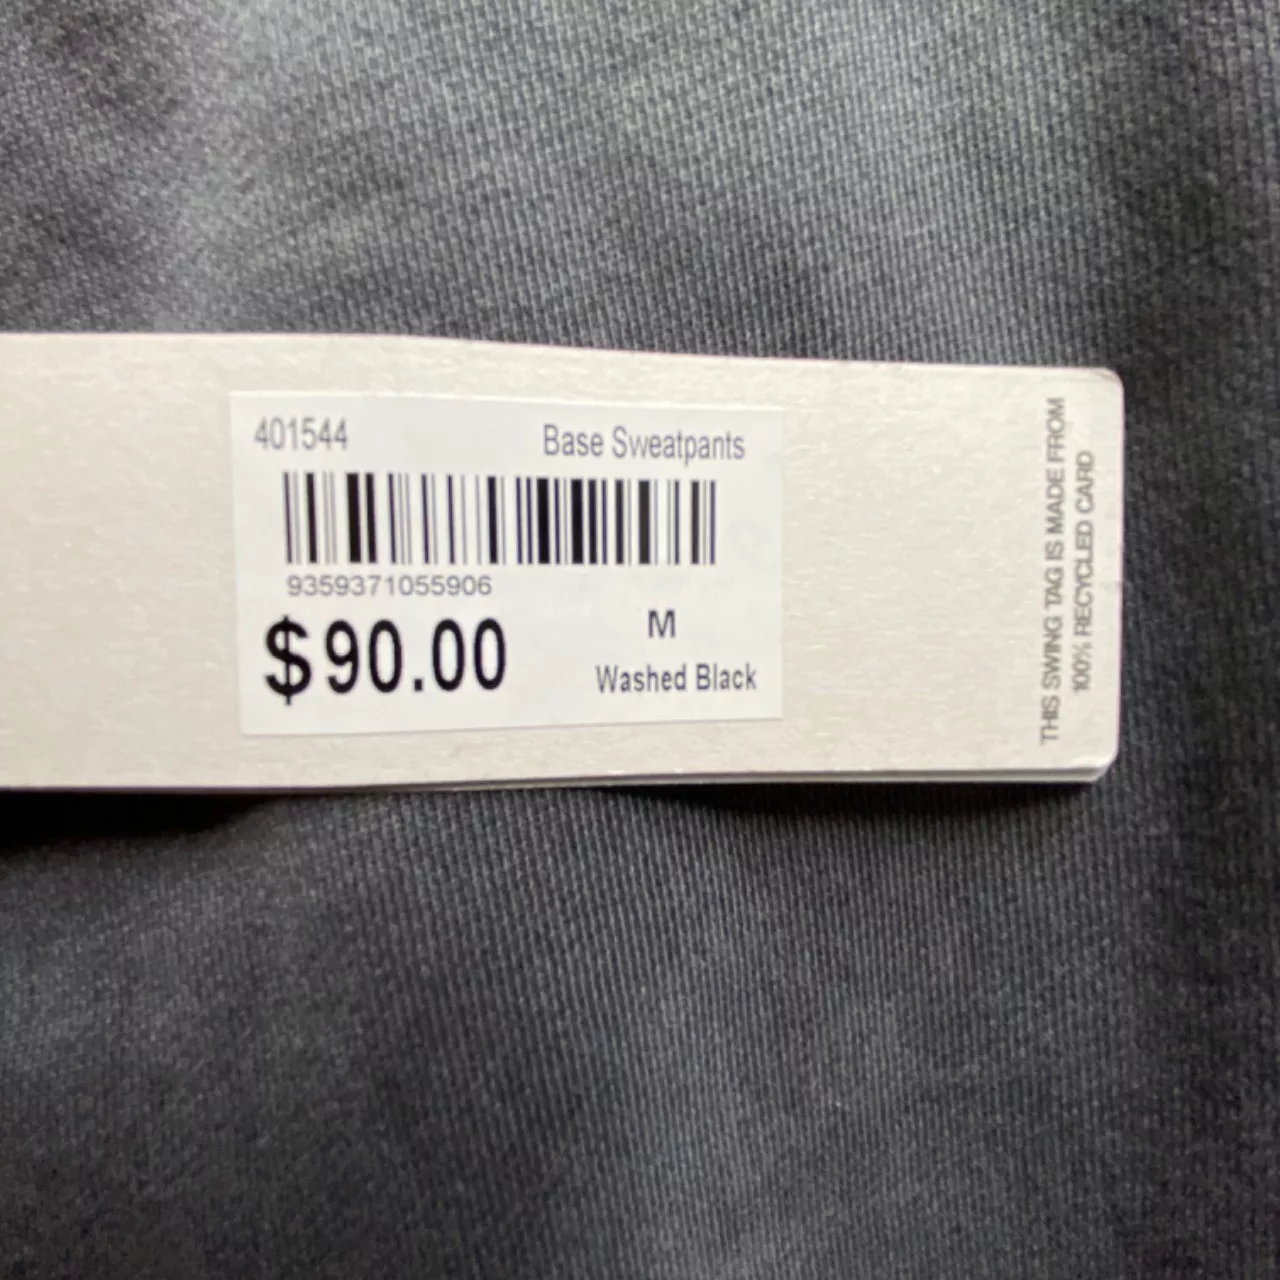 401544
Base Sweatpants
9359371055906
$90.00
M
Washed Black
THIS SWING TAG IS MADE FROM
100% RECYCLED CARD